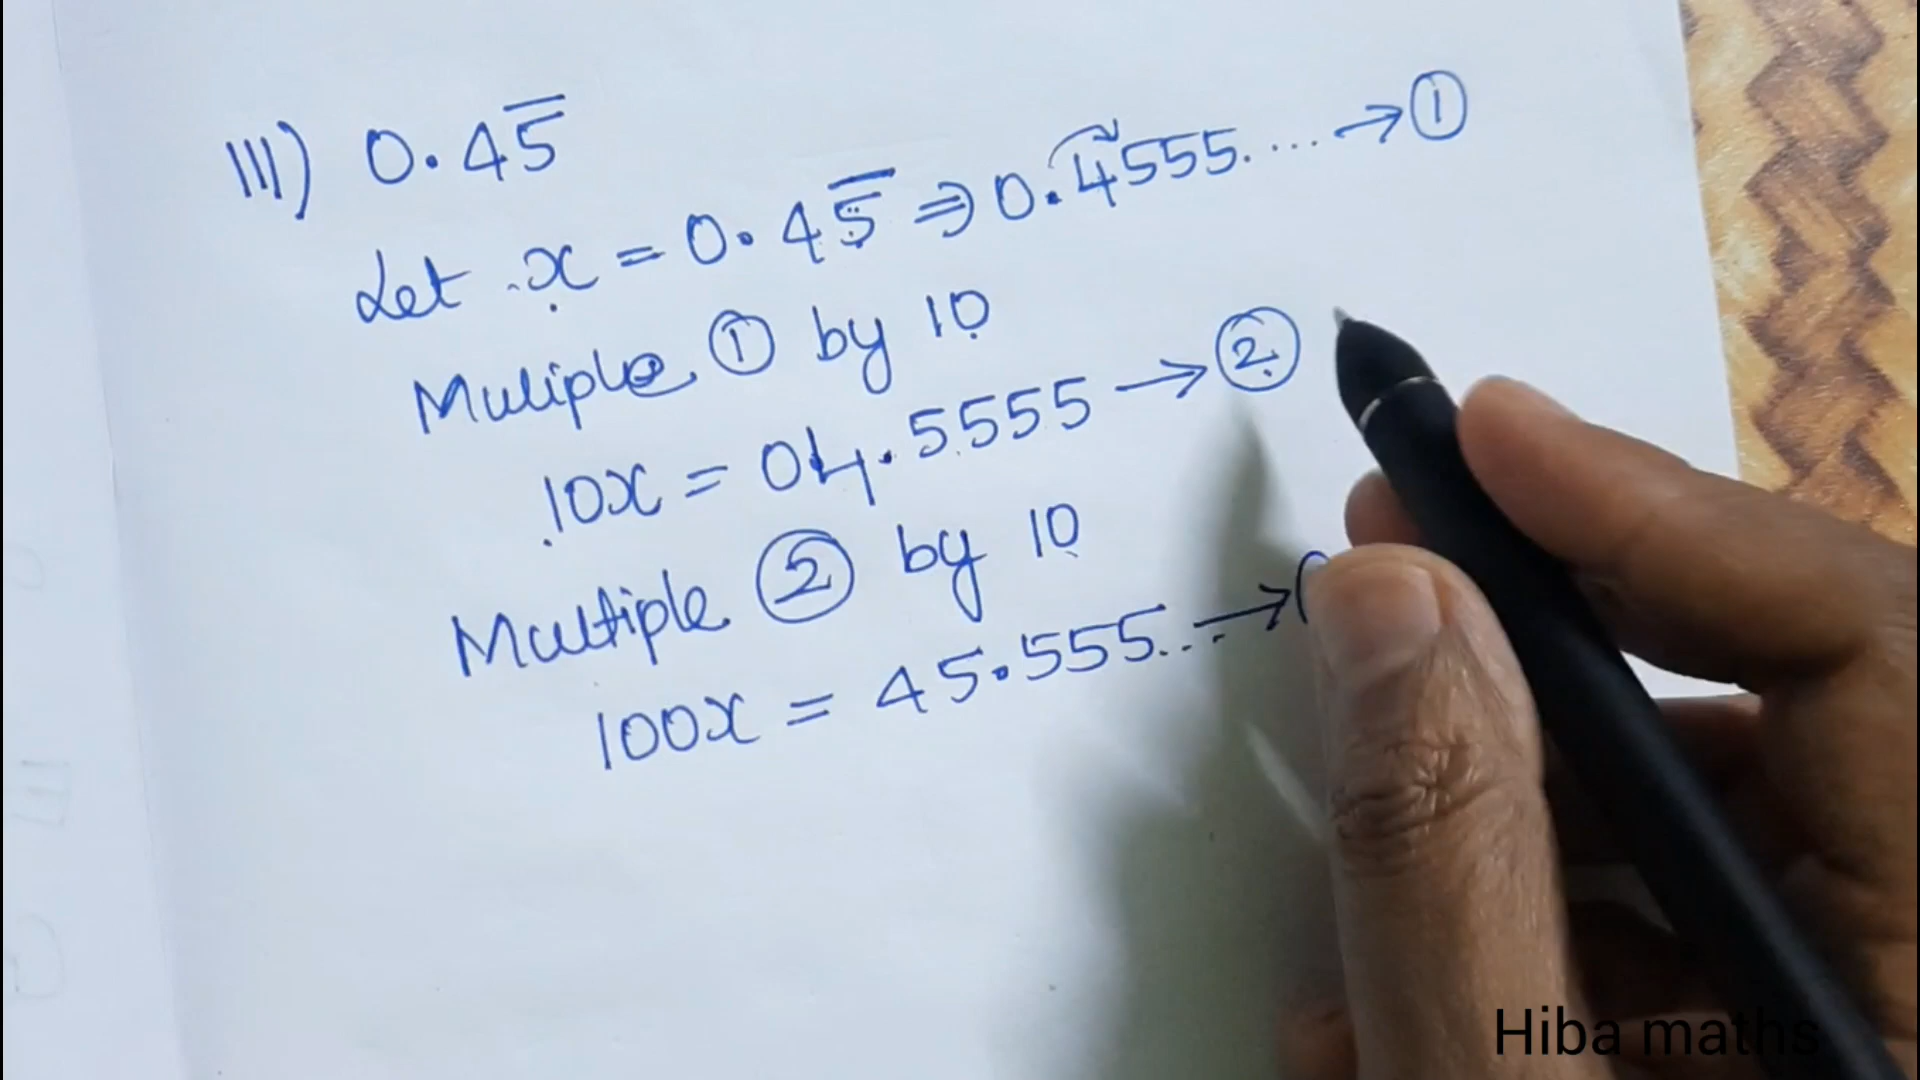 III) 0.45̅
Let x = 0.45̅ ⇒ 0.4555.... → ①
Muliple ① by 10
10x = 04.5555 → ②
Multiple ② by 10
100x = 45.555... →
Hiba maths